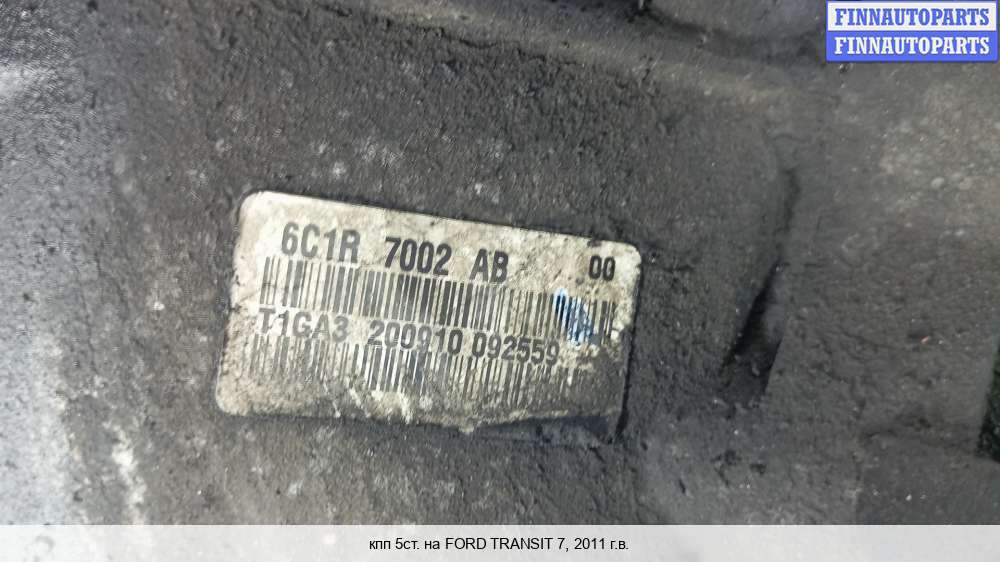 FINNAUTOPARTS
FINNAUTOPARTS
6C1R 7002 AB 00
T1GA3 200910 092559
кпп 5ст. на FORD TRANSIT 7, 2011 г.в.